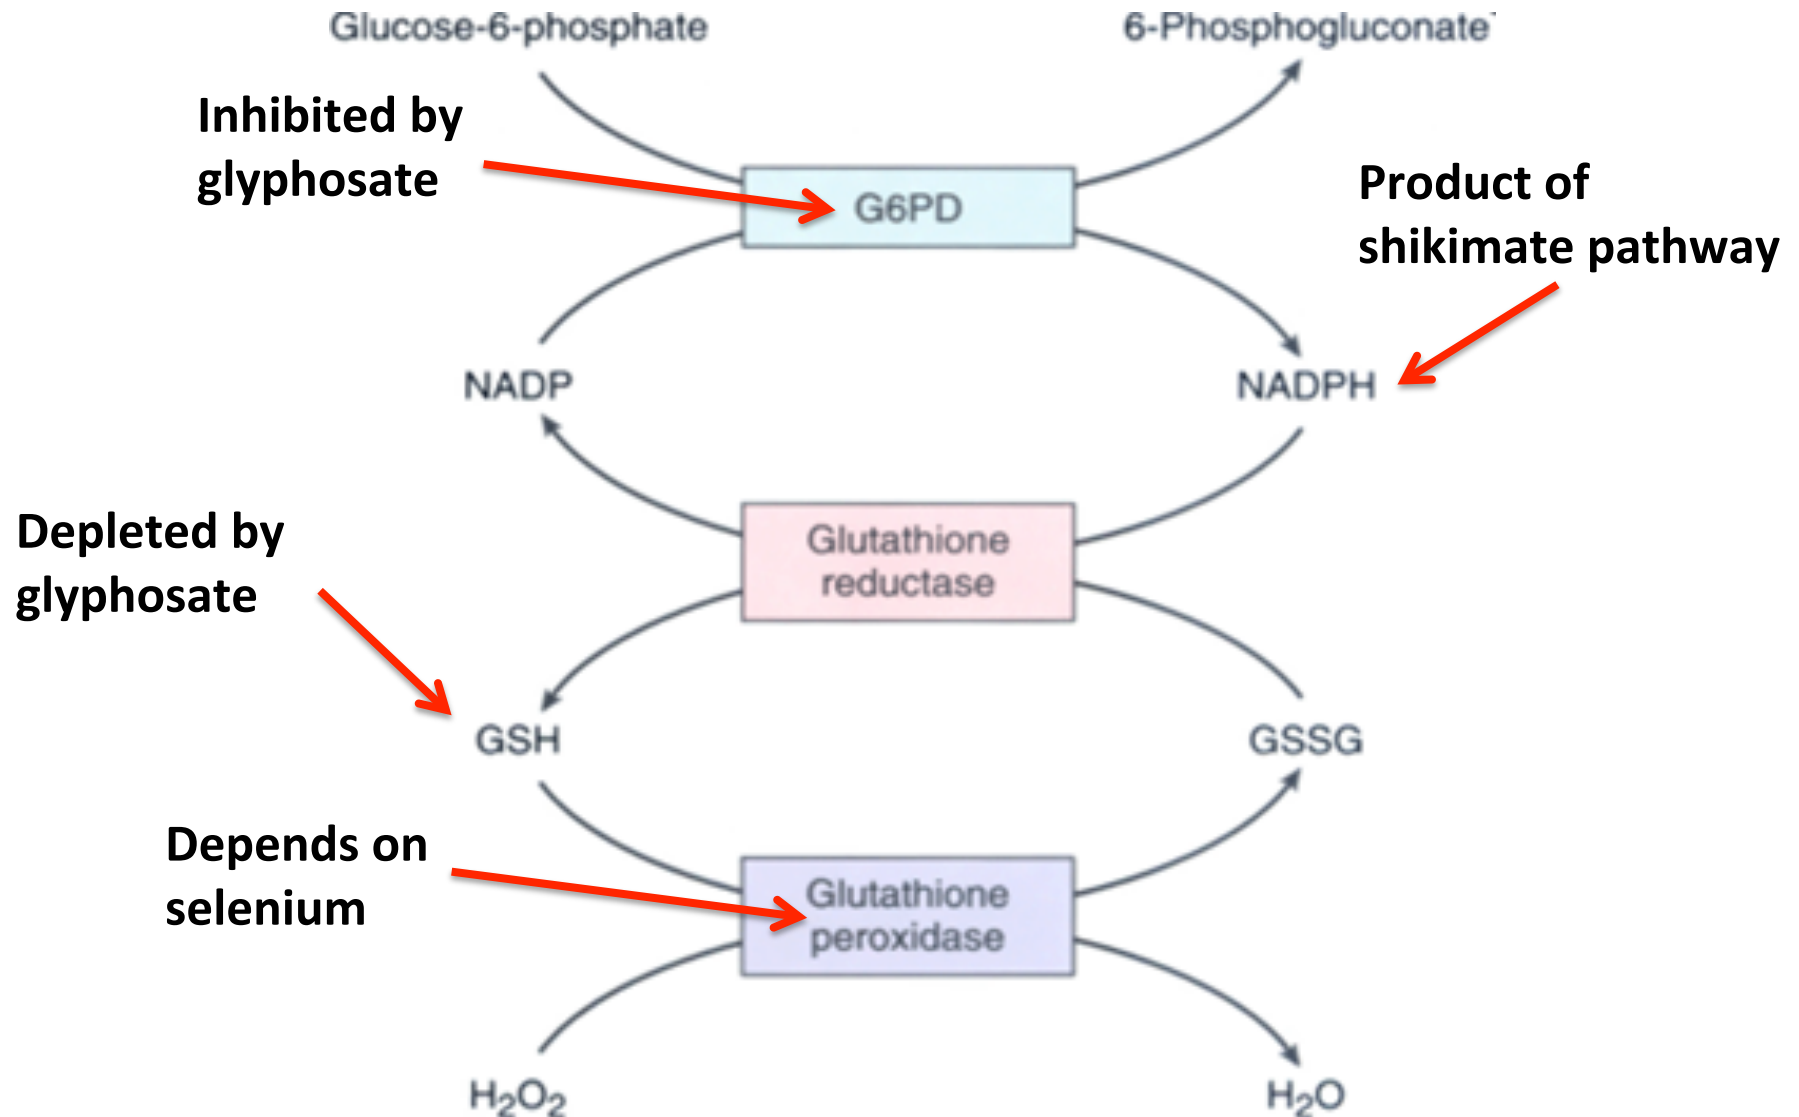 Glucose-6-phosphate
6-Phosphogluconate
Inhibited by
glyphosate
G6PD
Product of
shikimate pathway
NADP
NADPH
Depleted by
glyphosate
Glutathione
reductase
GSH
GSSG
Depends on
selenium
Glutathione
peroxidase
H₂O₂
H₂O